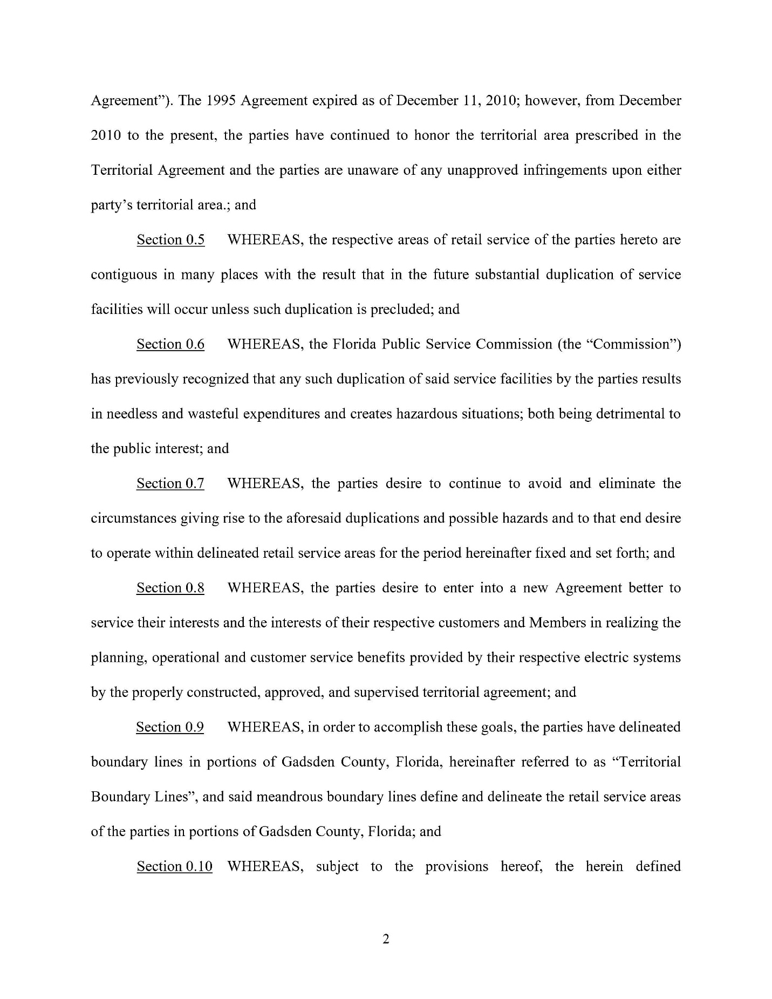 Agreement”). The 1995 Agreement expired as of December 11, 2010; however, from December
2010 to the present, the parties have continued to honor the territorial area prescribed in the
Territorial Agreement and the parties are unaware of any unapproved infringements upon either
party’s territorial area.; and
Section 0.5 WHEREAS, the respective areas of retail service of the parties hereto are
contiguous in many places with the result that in the future substantial duplication of service
facilities will occur unless such duplication is precluded; and
Section 0.6 WHEREAS, the Florida Public Service Commission (the “Commission”)
has previously recognized that any such duplication of said service facilities by the parties results
in needless and wasteful expenditures and creates hazardous situations; both being detrimental to
the public interest; and
Section 0.7 WHEREAS, the parties desire to continue to avoid and eliminate the
circumstances giving rise to the aforesaid duplications and possible hazards and to that end desire
to operate within delineated retail service areas for the period hereinafter fixed and set forth; and
Section 0.8 WHEREAS, the parties desire to enter into a new Agreement better to
service their interests and the interests of their respective customers and Members in realizing the
planning, operational and customer service benefits provided by their respective electric systems
by the properly constructed, approved, and supervised territorial agreement; and
Section 0.9 WHEREAS, in order to accomplish these goals, the parties have delineated
boundary lines in portions of Gadsden County, Florida, hereinafter referred to as “Territorial
Boundary Lines”, and said meandrous boundary lines define and delineate the retail service areas
of the parties in portions of Gadsden County, Florida; and
Section 0.10 WHEREAS, subject to the provisions hereof, the herein defined
2